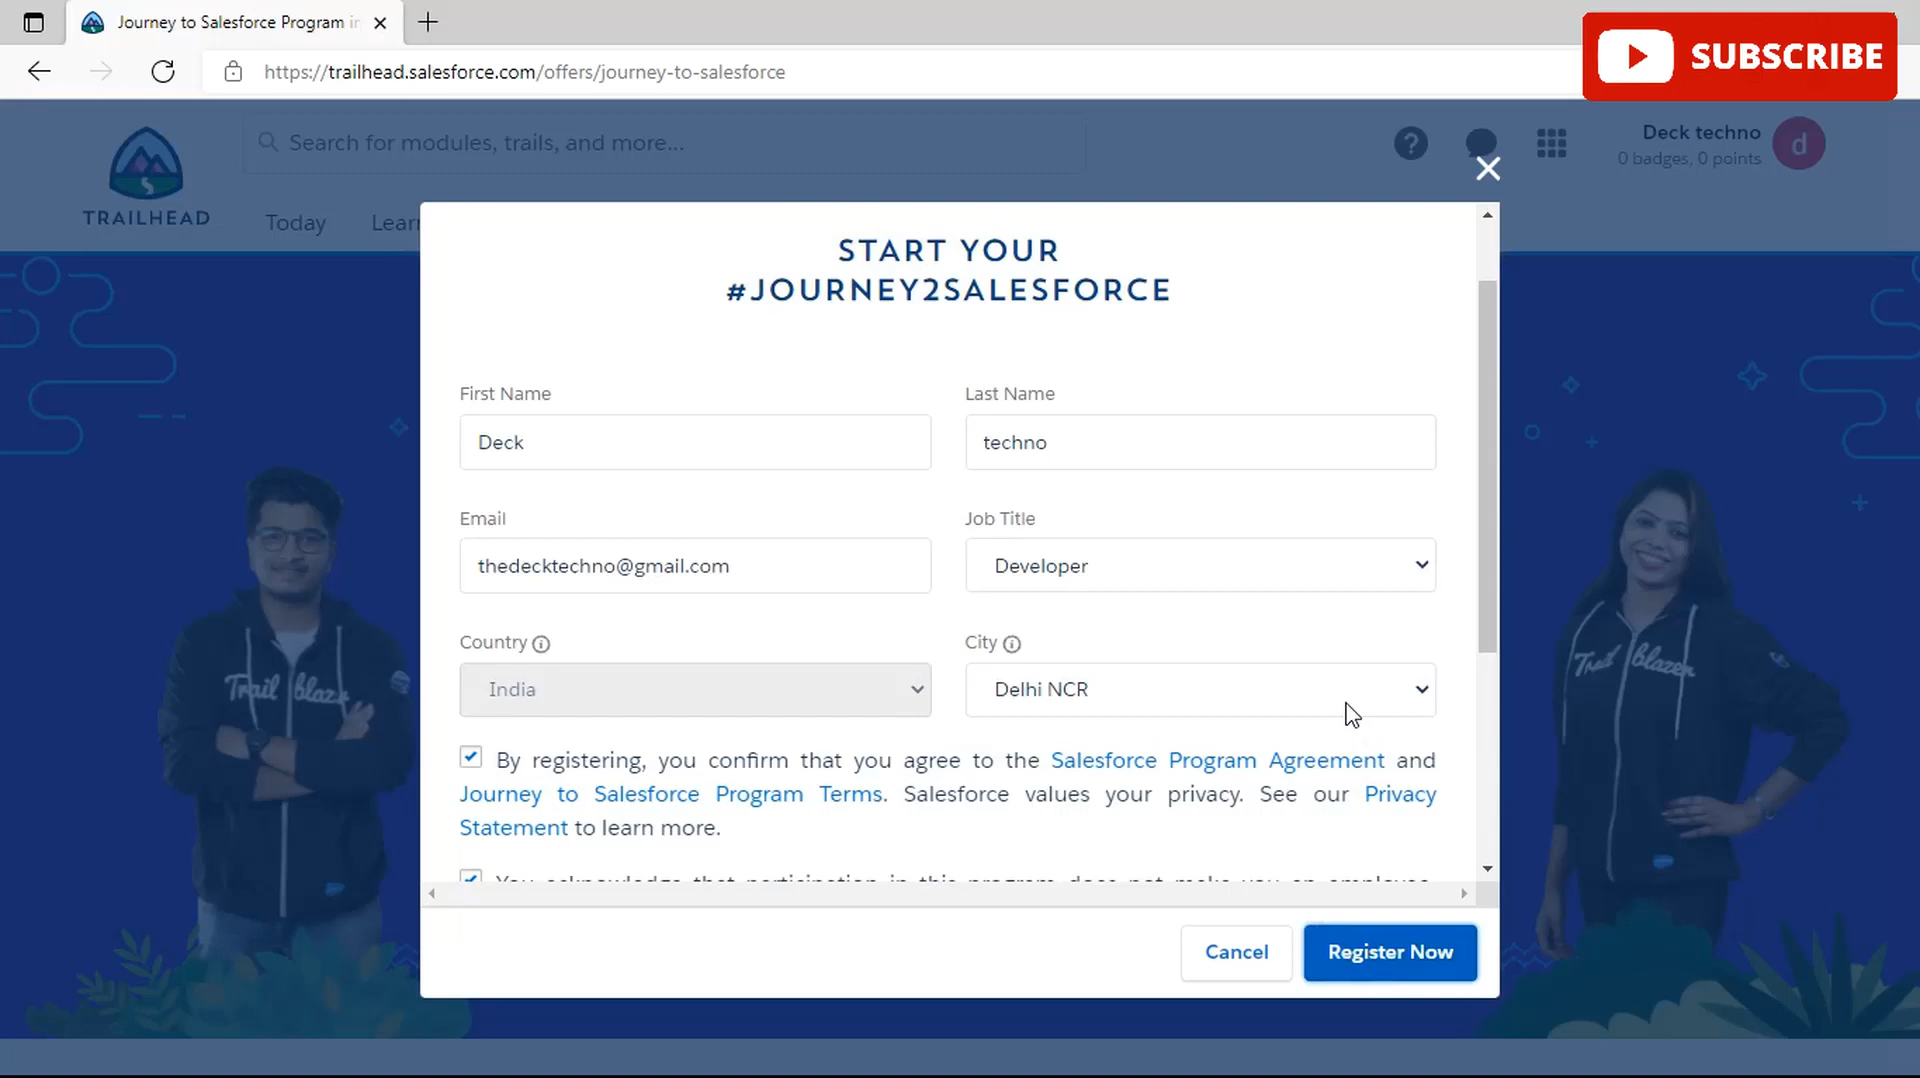 Journey to Salesforce Program in
SUBSCRIBE
https://trailhead.salesforce.com/offers/journey-to-salesforce
Search for modules, trails, and more...
Deck techno
0 badges, 0 points
d
TRAILHEAD
Today
Learn
START YOUR
#JOURNEY2SALESFORCE
First Name
Last Name
Deck
techno
Email
Job Title
thedecktechno@gmail.com
Developer
Country
City
India
Delhi NCR
By registering, you confirm that you agree to the Salesforce Program Agreement and
Journey to Salesforce Program Terms. Salesforce values your privacy. See our Privacy
Statement to learn more.
You acknowledge that participation in this program does not make you an employee,
Cancel
Register Now
Trail blazer
Trail blazer